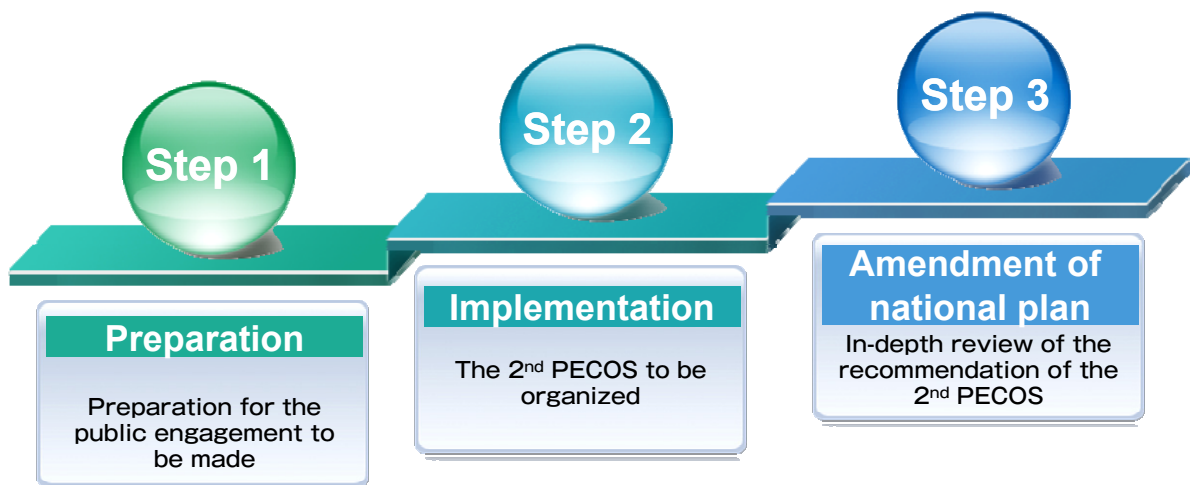 Step 1
Preparation
Preparation for the
public engagement to
be made
Step 2
Implementation
The 2nd PECOS to be
organized
Step 3
Amendment of
national plan
In-depth review of the
recommendation of the
2nd PECOS